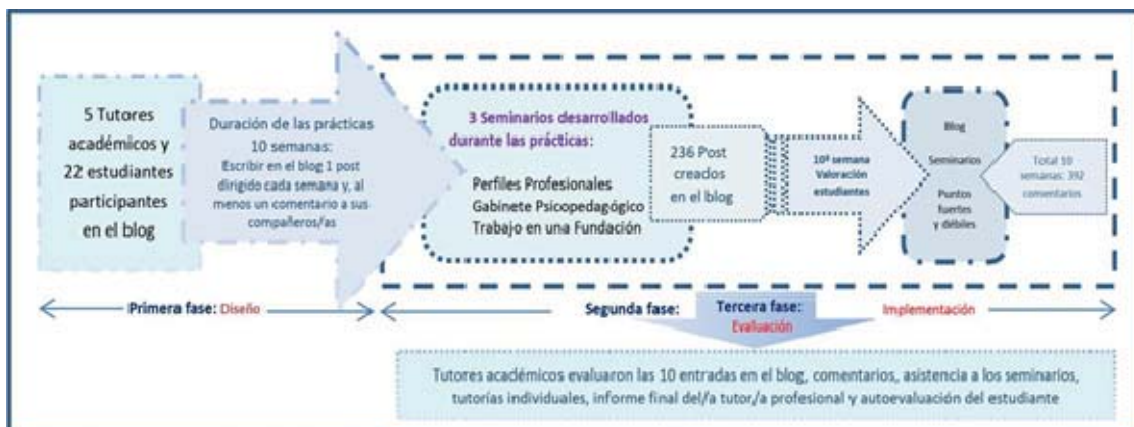 5 Tutores
académicos y
22 estudiantes
participantes
en el blog
Duración de las prácticas
10 semanas:
Escribir en el blog 1 post
dirigido cada semana y, al
menos un comentario a sus
compañeros/as
3 Seminarios desarrollados
durante las prácticas:
Perfiles Profesionales
Gabinete Psicopedagógico
Trabajo en una Fundación
236 Post
creados
en el blog
10ª semana
Valoración
estudiantes
Blog
Seminarios
Puntos
fuertes
y débiles
Total 10
semanas: 392
comentarios
Primera fase: Diseño
Segunda fase:
Implementación
Tercera fase:
Evaluación
Tutores académicos evaluaron las 10 entradas en el blog, comentarios, asistencia a los seminarios,
tutorías individuales, informe final del/a tutor/a profesional y autoevaluación del estudiante